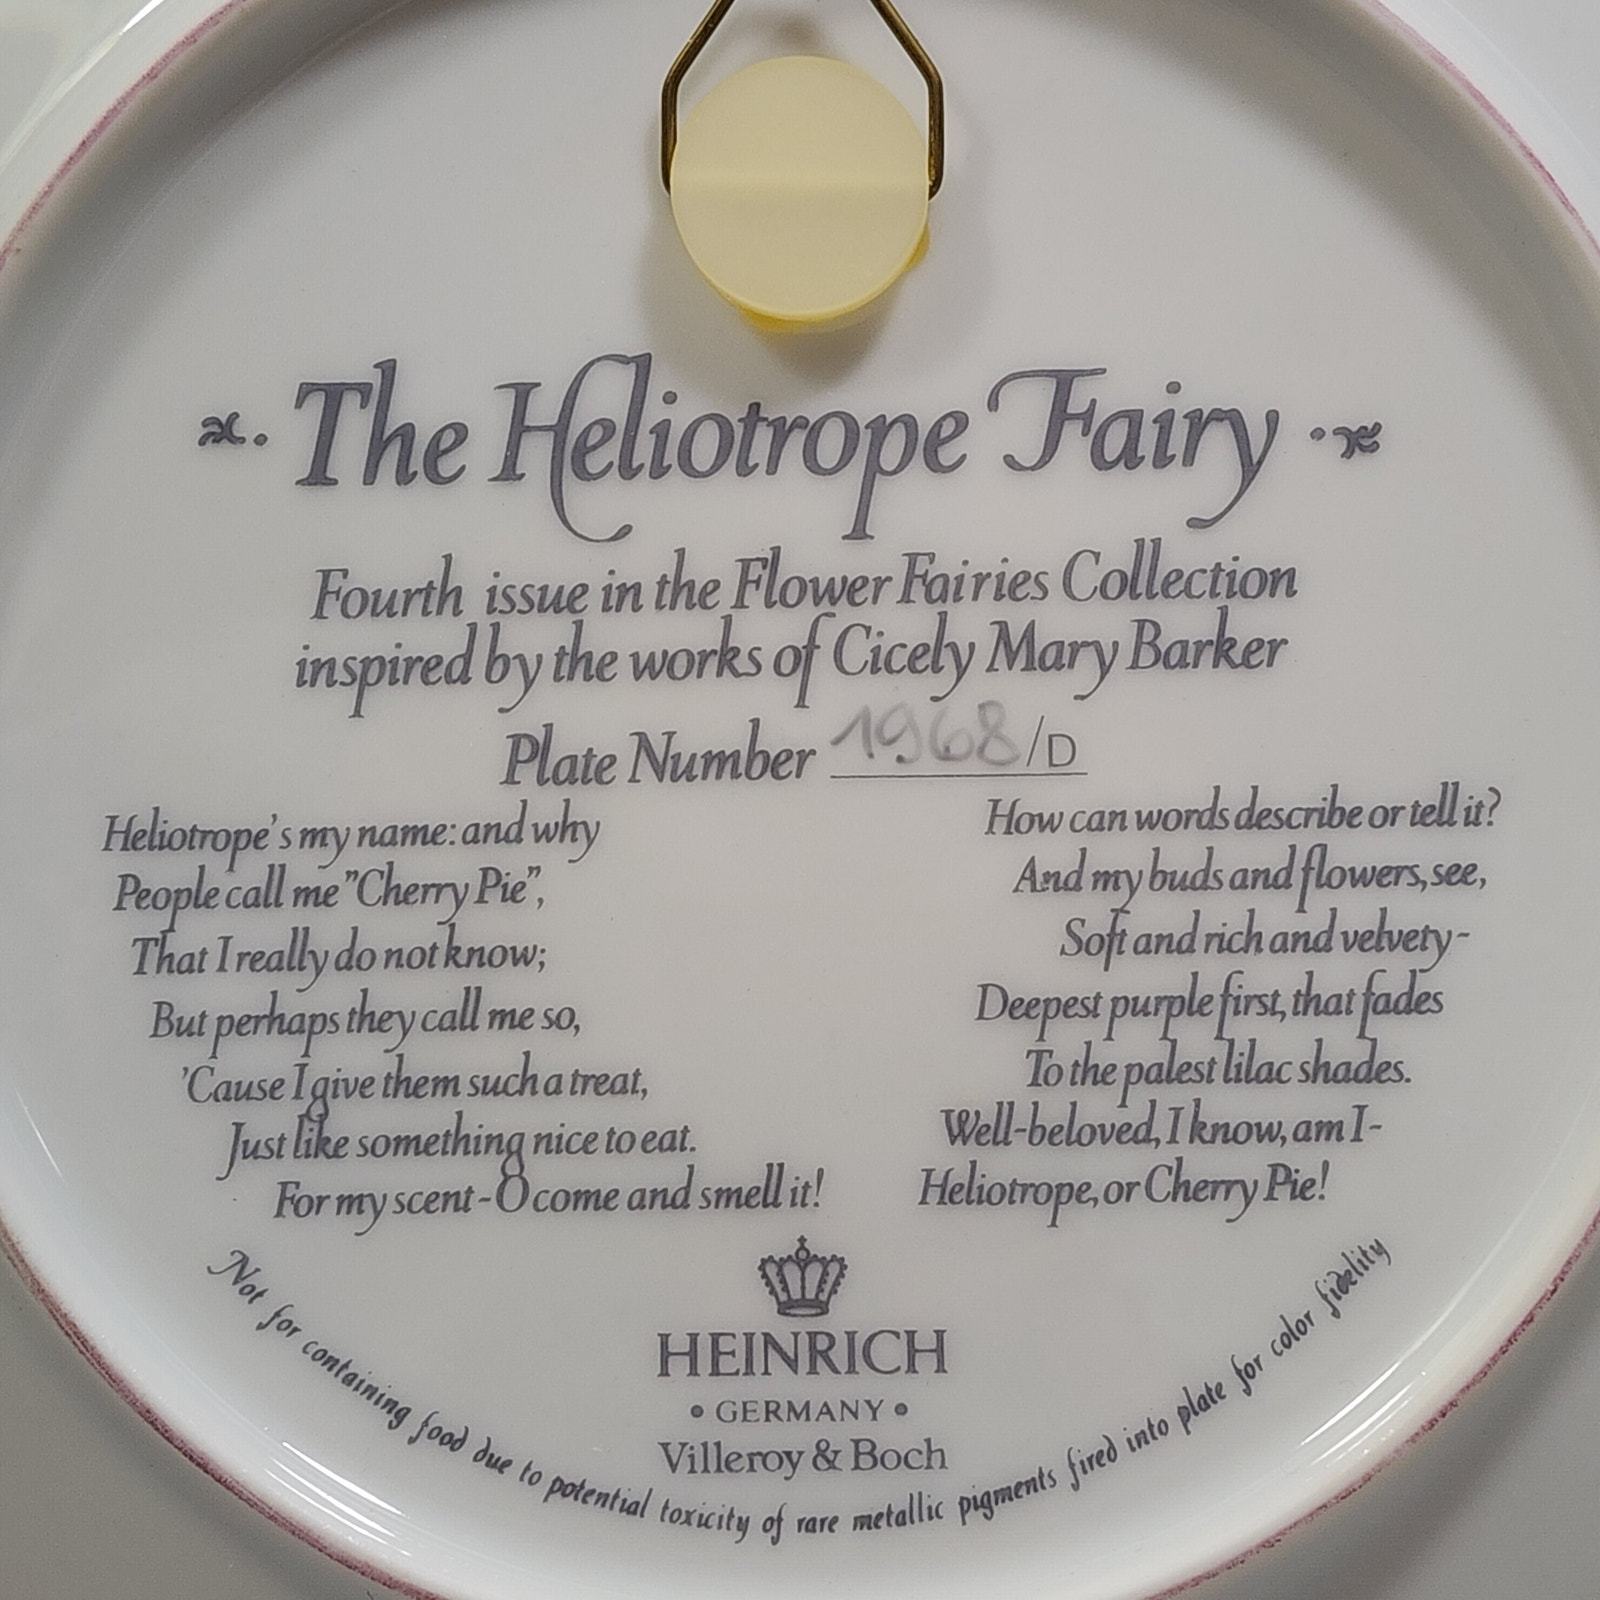 The Heliotrope Fairy
Fourth issue in the Flower Fairies Collection
inspired by the works of Cicely Mary Barker
Plate Number 1968/D
Heliotrope's my name: and why
People call me "Cherry Pie",
That I really do not know;
But perhaps they call me so,
'Cause I give them such a treat,
Just like something nice to eat.
For my scent - O come and smell it!
How can words describe or tell it?
And my buds and flowers, see,
Soft and rich and velvety -
Deepest purple first, that fades
To the palest lilac shades.
Well-beloved, I know, am I -
Heliotrope, or Cherry Pie!
HEINRICH
• GERMANY •
Villeroy & Boch
Not for containing food due to potential toxicity of rare metallic pigments fired into plate for color fidelity